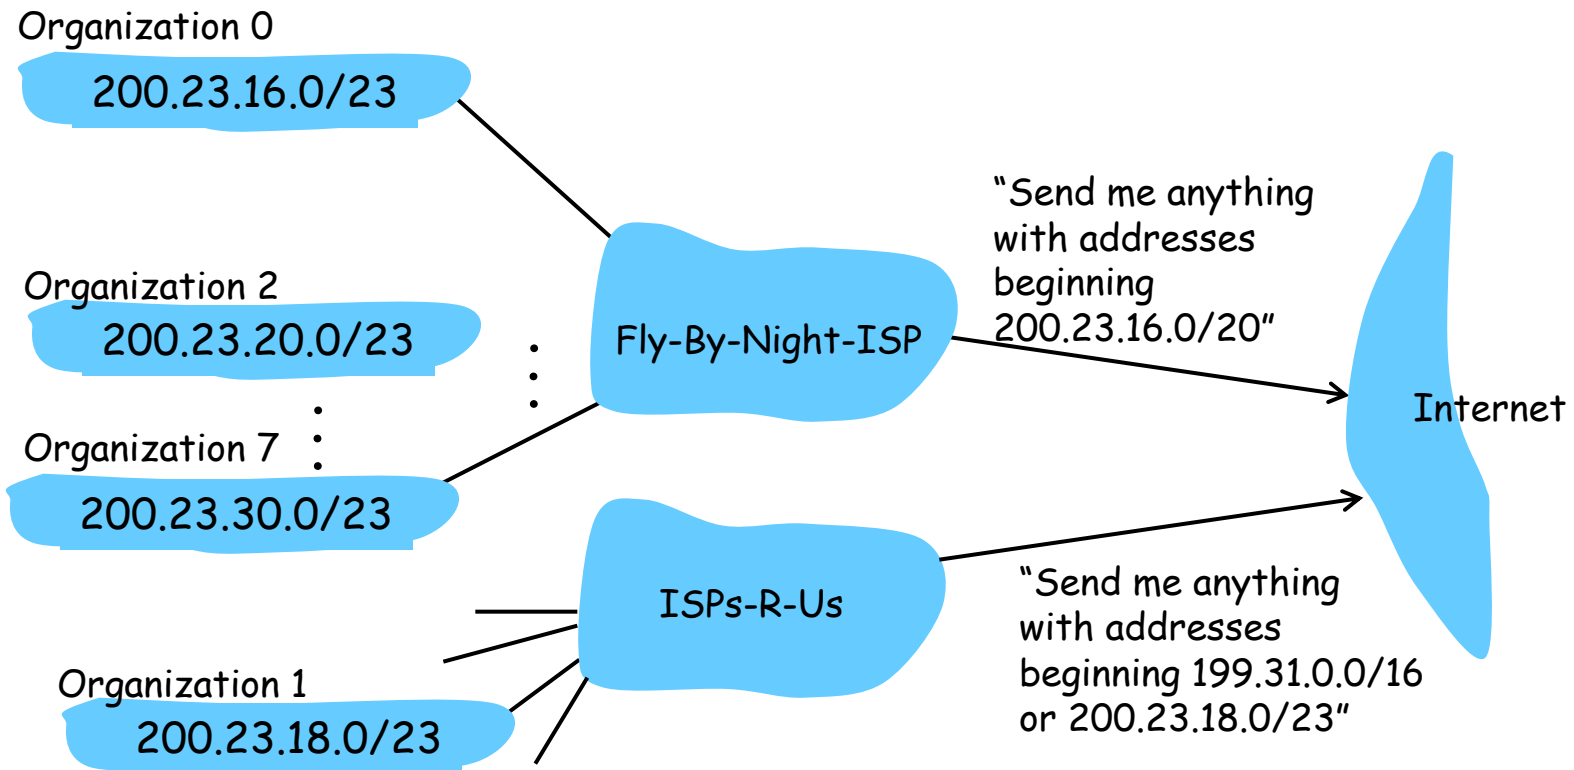 Organization 0
200.23.16.0/23
Organization 2
200.23.20.0/23
Organization 7
200.23.30.0/23
Fly-By-Night-ISP
“Send me anything
with addresses
beginning
200.23.16.0/20”
Internet
ISPs-R-Us
“Send me anything
with addresses
beginning 199.31.0.0/16
or 200.23.18.0/23”
Organization 1
200.23.18.0/23